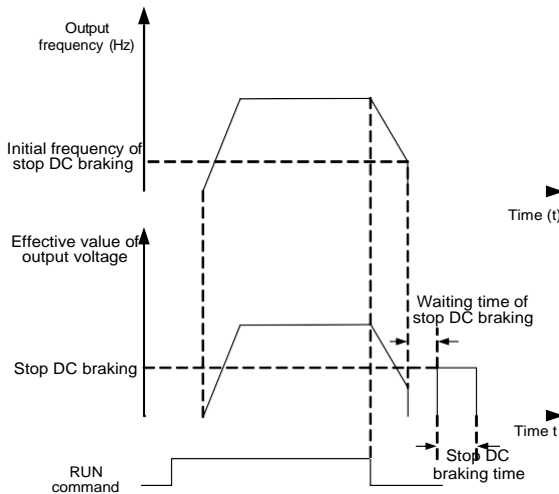 Output
frequency (Hz)
Initial frequency of
stop DC braking
Time (t)
Effective value of
output voltage
Waiting time of
stop DC braking
Stop DC braking
Time t
Stop DC
braking time
RUN
command